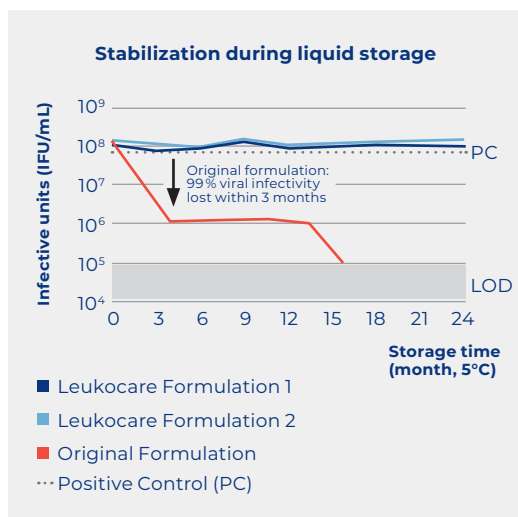 Stabilization during liquid storage
Infective units (IFU/mL)
10⁹
10⁸
10⁷
10⁶
10⁵
10⁴
PC
Original formulation:
99% viral infectivity
lost within 3 months
LOD
0 3 6 9 12 15 18 21 24
Storage time
(month, 5°C)
Leukocare Formulation 1
Leukocare Formulation 2
Original Formulation
Positive Control (PC)